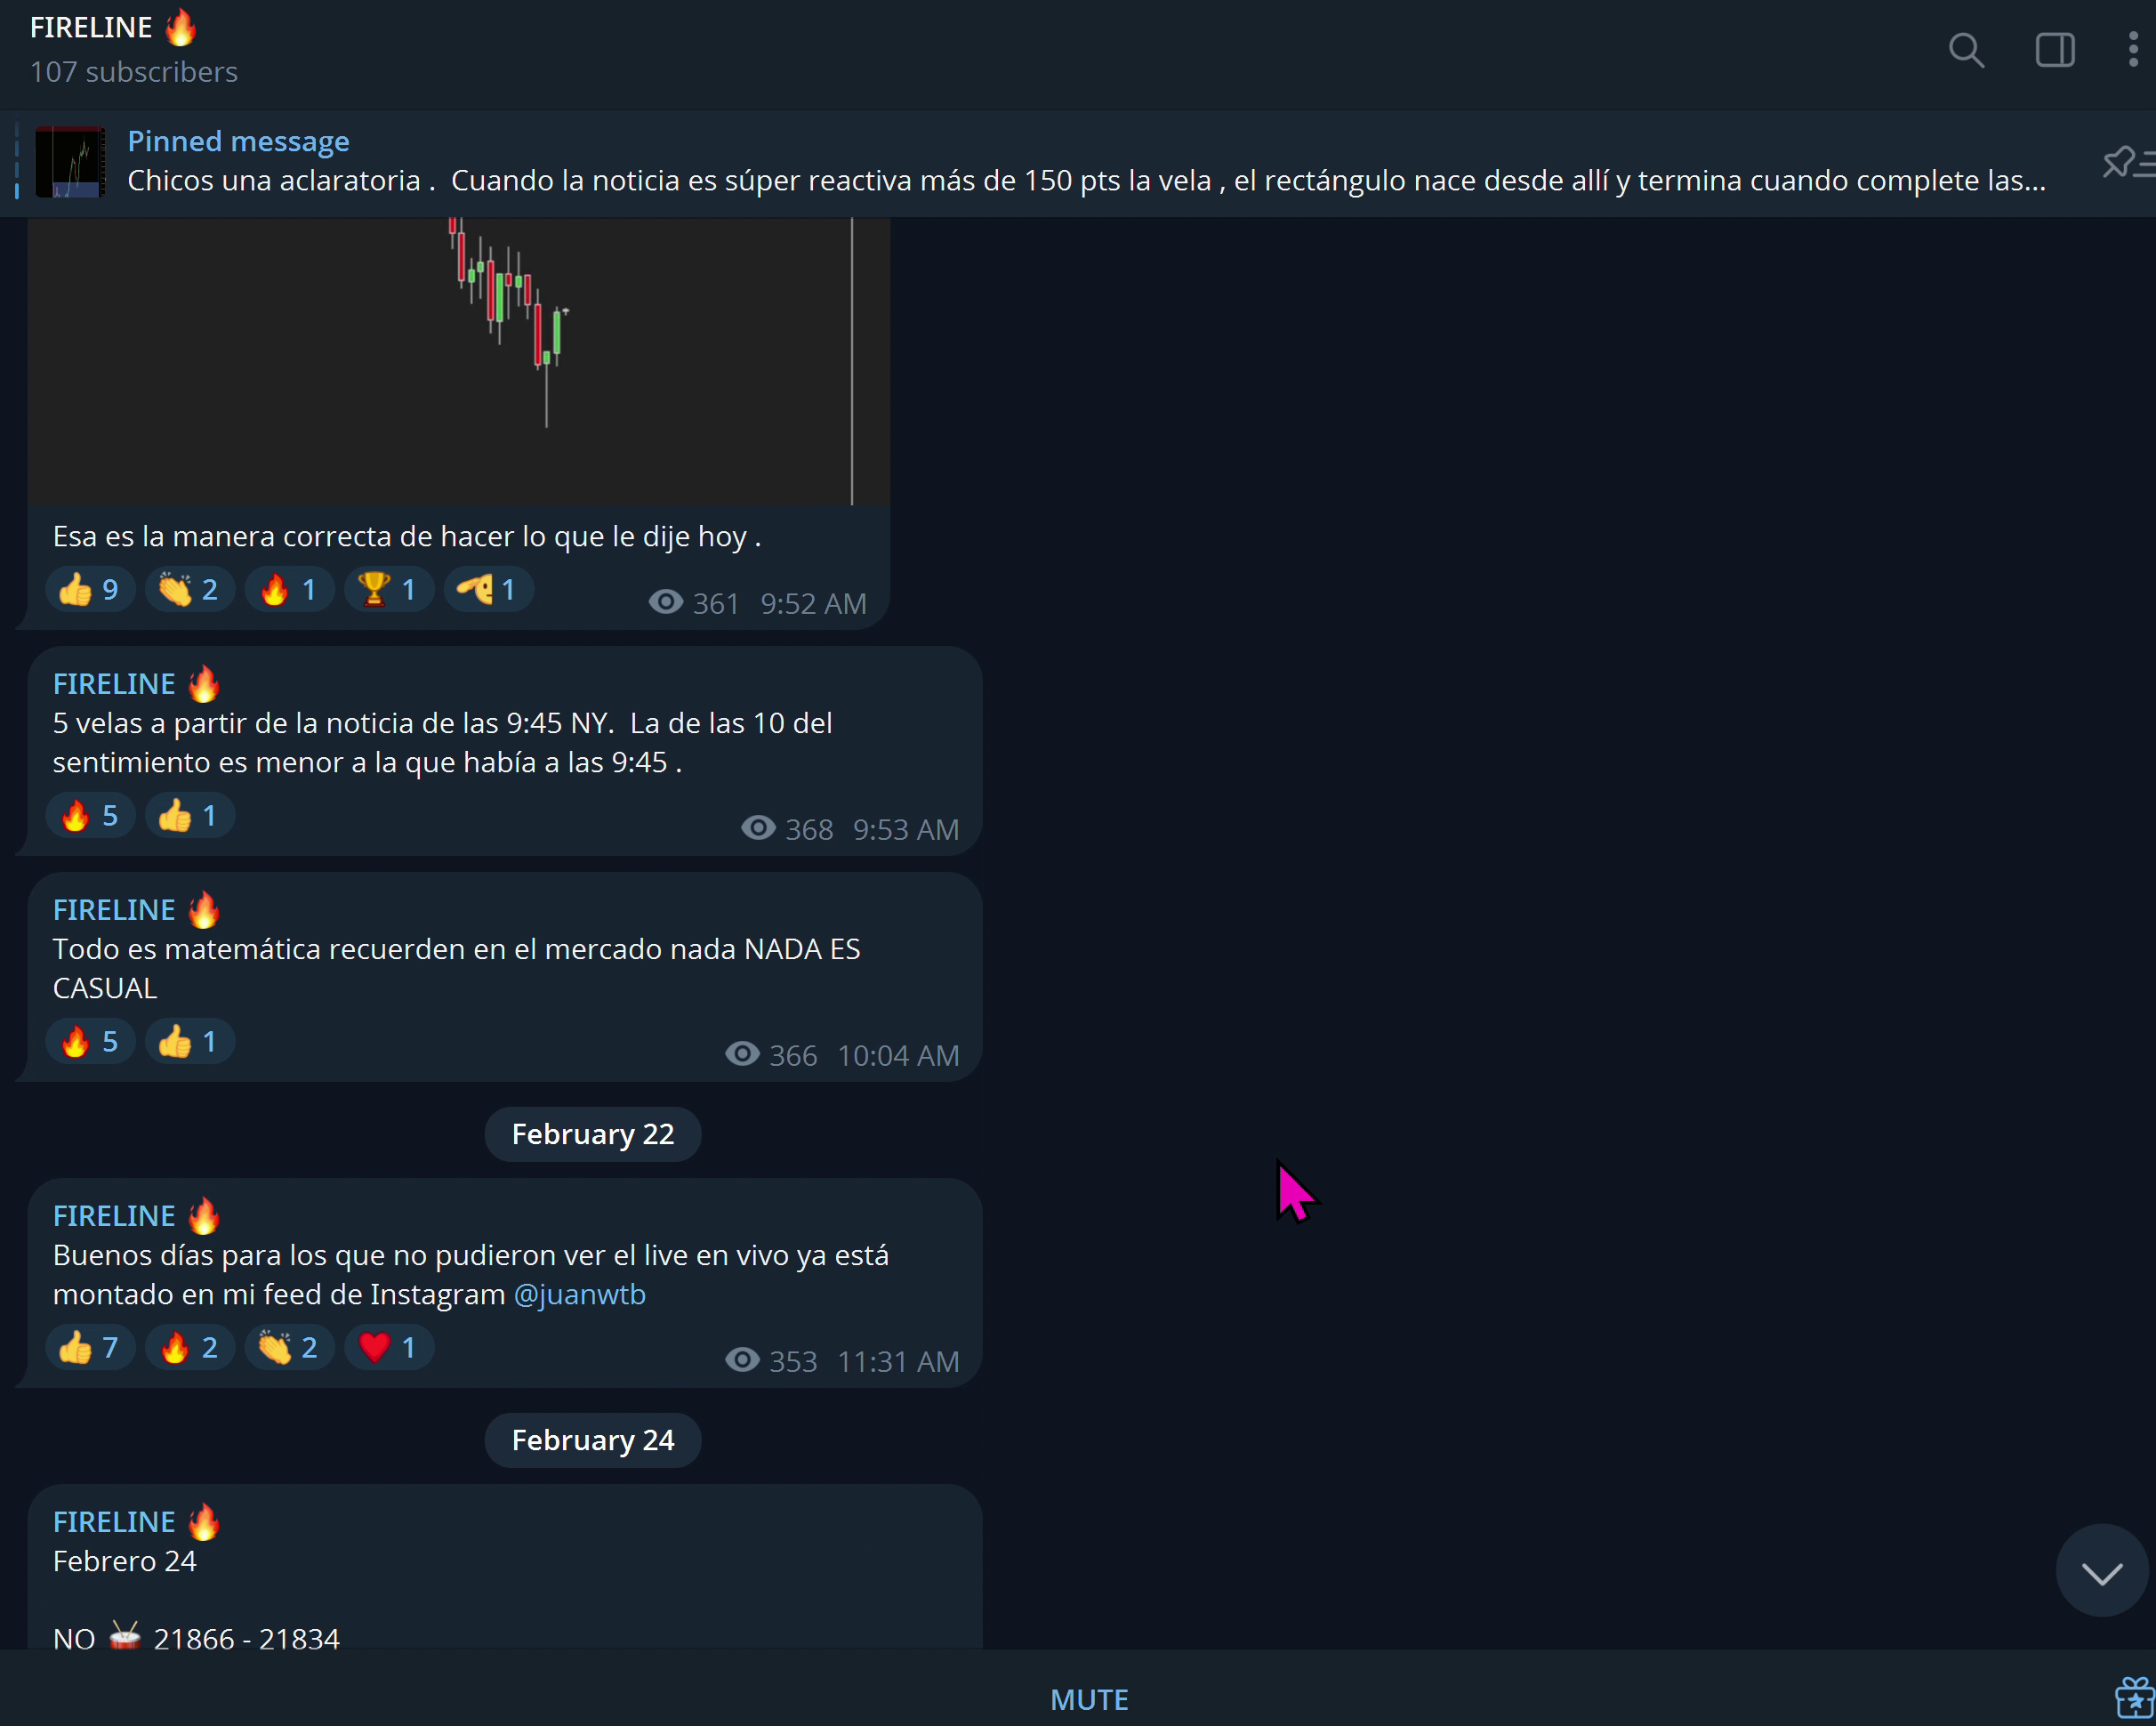 FIRELINE 🔥
107 subscribers
Pinned message
Chicos una aclaratoria .  Cuando la noticia es súper reactiva más de 150 pts la vela , el rectángulo nace desde allí y termina cuando complete las...
Esa es la manera correcta de hacer lo que le dije hoy .
👍 9 👏 2 🔥 1 🏆 1 🫡 1
361 9:52 AM
FIRELINE 🔥
5 velas a partir de la noticia de las 9:45 NY.  La de las 10 del
sentimiento es menor a la que había a las 9:45 .
🔥 5 👍 1
368 9:53 AM
FIRELINE 🔥
Todo es matemática recuerden en el mercado nada NADA ES
CASUAL
🔥 5 👍 1
366 10:04 AM
February 22
FIRELINE 🔥
Buenos días para los que no pudieron ver el live en vivo ya está
montado en mi feed de Instagram @juanwtb
👍 7 🔥 2 👏 2 ❤️ 1
353 11:31 AM
February 24
FIRELINE 🔥
Febrero 24
NO 🥁 21866 - 21834
MUTE